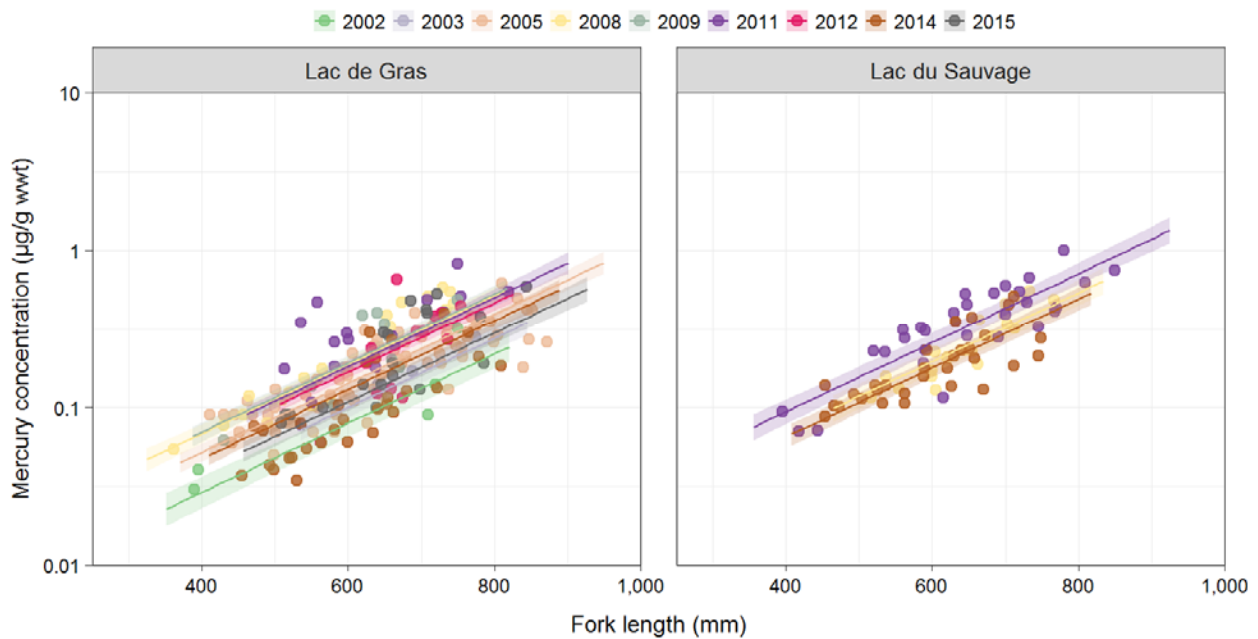 2002 2003 2005 2008 2009 2011 2012 2014 2015
Lac de Gras Lac du Sauvage
Mercury concentration (µg/g wwt)
10
1
0.1
0.01
400 600 800 1,000 400 600 800 1,000
Fork length (mm)